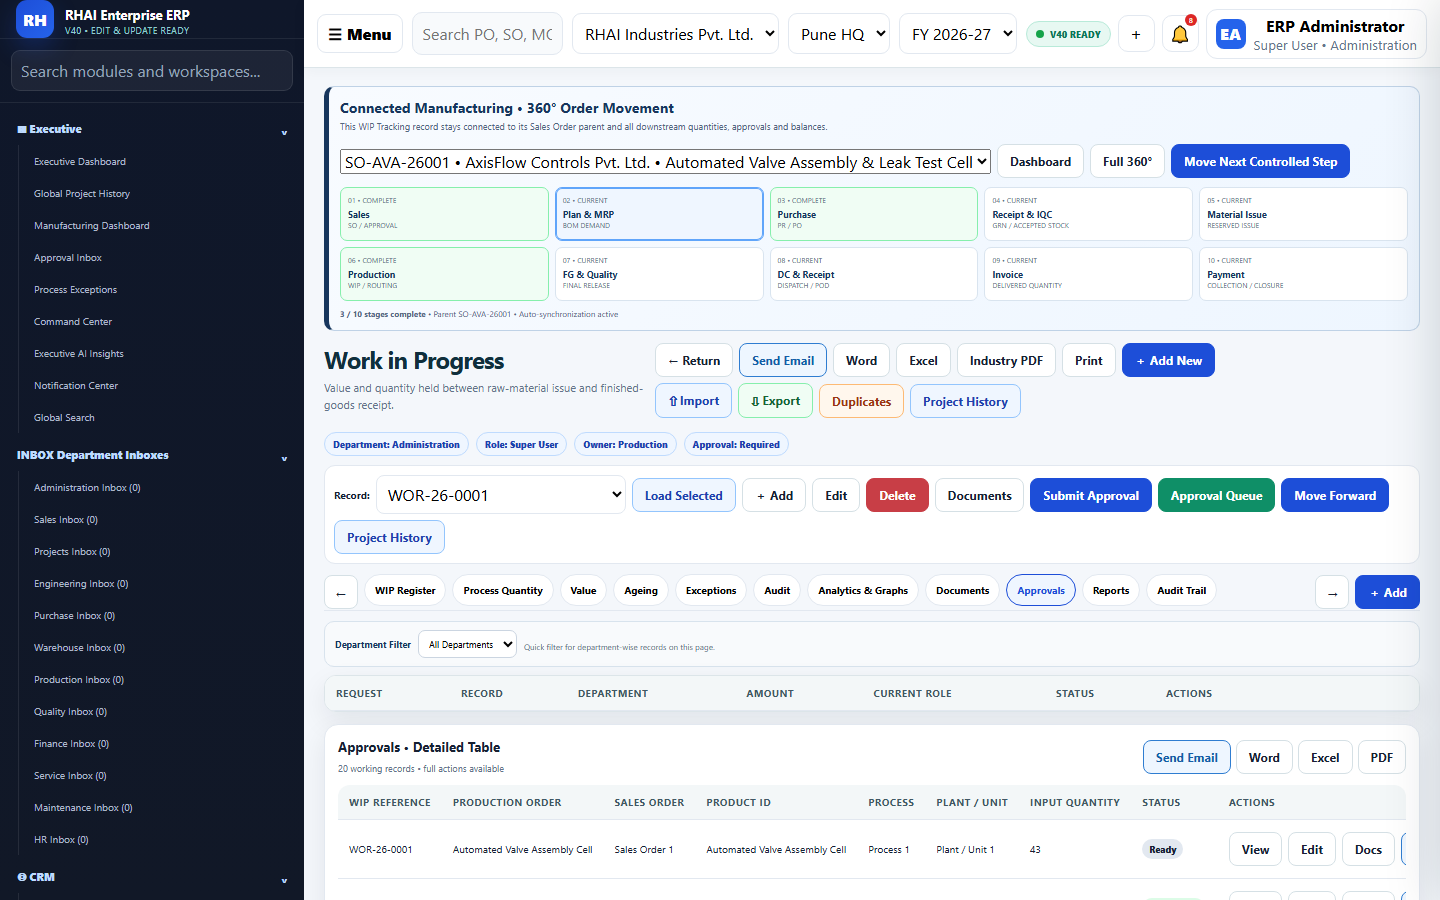 RH
RHAI Enterprise ERP
V40 • EDIT & UPDATE READY
Search modules and workspaces...
Executive
Executive Dashboard
Global Project History
Manufacturing Dashboard
Approval Inbox
Process Exceptions
Command Center
Executive AI Insights
Notification Center
Global Search
INBOX Department Inboxes
Administration Inbox (0)
Sales Inbox (0)
Projects Inbox (0)
Engineering Inbox (0)
Purchase Inbox (0)
Warehouse Inbox (0)
Production Inbox (0)
Quality Inbox (0)
Finance Inbox (0)
Service Inbox (0)
Maintenance Inbox (0)
HR Inbox (0)
CRM
☰ Menu
Search PO, SO, MC
RHAI Industries Pvt. Ltd.
Pune HQ
FY 2026-27
V40 READY
+
8
EA
ERP Administrator
Super User • Administration
Connected Manufacturing • 360° Order Movement
This WIP Tracking record stays connected to its Sales Order parent and all downstream quantities, approvals and balances.
SO-AVA-26001 • AxisFlow Controls Pvt. Ltd. • Automated Valve Assembly & Leak Test Cell
Dashboard
Full 360°
Move Next Controlled Step
01 • COMPLETE
Sales
SO / APPROVAL
02 • CURRENT
Plan & MRP
BOM DEMAND
03 • COMPLETE
Purchase
PR / PO
04 • CURRENT
Receipt & IQC
GRN / ACCEPTED STOCK
05 • CURRENT
Material Issue
RESERVED ISSUE
06 • COMPLETE
Production
WIP / ROUTING
07 • CURRENT
FG & Quality
FINAL RELEASE
08 • CURRENT
DC & Receipt
DISPATCH / POD
09 • CURRENT
Invoice
DELIVERED QUANTITY
10 • CURRENT
Payment
COLLECTION / CLOSURE
3 / 10 stages complete • Parent SO-AVA-26001 • Auto-synchronization active
Work in Progress
Value and quantity held between raw-material issue and finished-
goods receipt.
← Return
Send Email
Word
Excel
Industry PDF
Print
+ Add New
⇧ Import
⇩ Export
Duplicates
Project History
Department: Administration
Role: Super User
Owner: Production
Approval: Required
Record:
WOR-26-0001
Load Selected
+ Add
Edit
Delete
Documents
Submit Approval
Approval Queue
Move Forward
Project History
←
WIP Register
Process Quantity
Value
Ageing
Exceptions
Audit
Analytics & Graphs
Documents
Approvals
Reports
Audit Trail
→
+ Add
Department Filter
All Departments
Quick filter for department-wise records on this page.
REQUEST RECORD DEPARTMENT AMOUNT CURRENT ROLE STATUS ACTIONS
Approvals • Detailed Table
20 working records • full actions available
Send Email
Word
Excel
PDF
WIP REFERENCE PRODUCTION ORDER SALES ORDER PRODUCT ID PROCESS PLANT / UNIT INPUT QUANTITY STATUS ACTIONS
WOR-26-0001 Automated Valve Assembly Cell Sales Order 1 Automated Valve Assembly Cell Process 1 Plant / Unit 1 43 Ready View Edit Docs